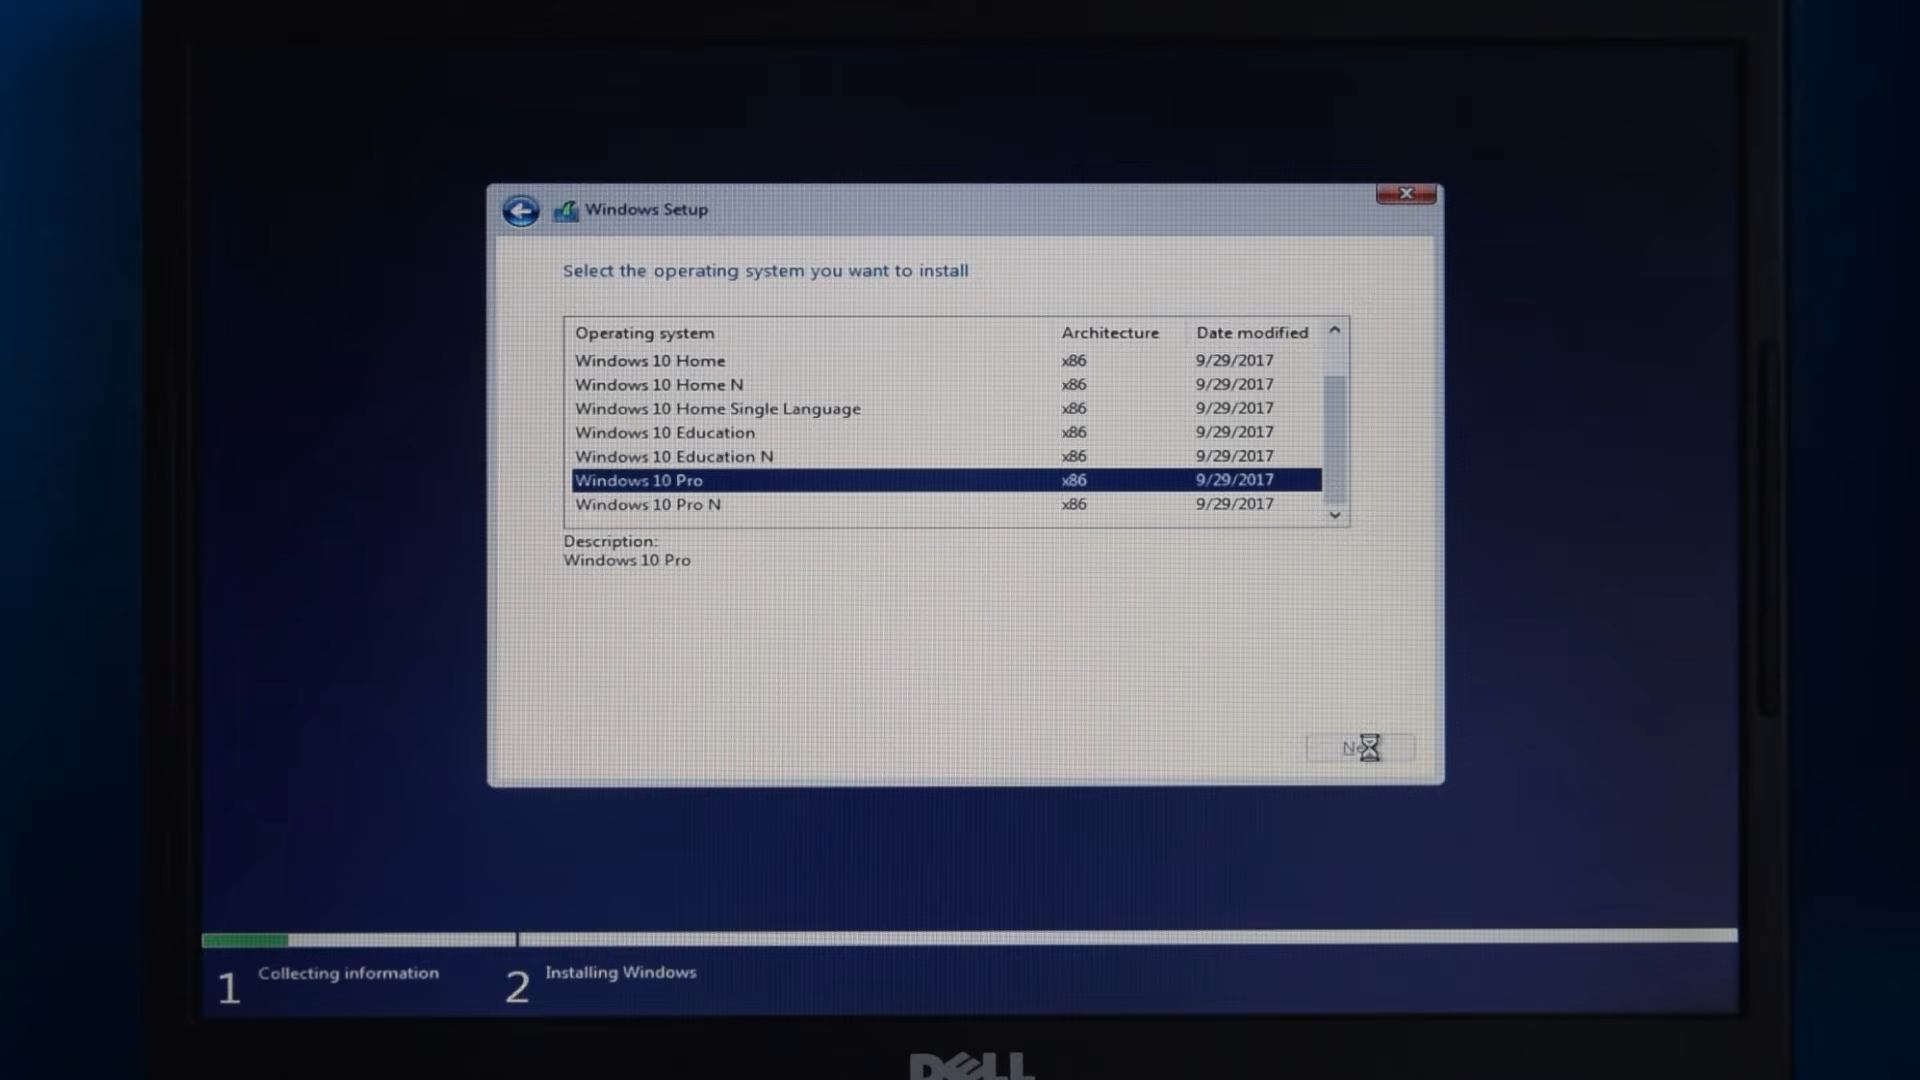 Windows Setup
Select the operating system you want to install
Operating system Architecture Date modified
Windows 10 Home x86 9/29/2017
Windows 10 Home N x86 9/29/2017
Windows 10 Home Single Language x86 9/29/2017
Windows 10 Education x86 9/29/2017
Windows 10 Education N x86 9/29/2017
Windows 10 Pro x86 9/29/2017
Windows 10 Pro N x86 9/29/2017
Description:
Windows 10 Pro
1 Collecting information 2 Installing Windows
DELL